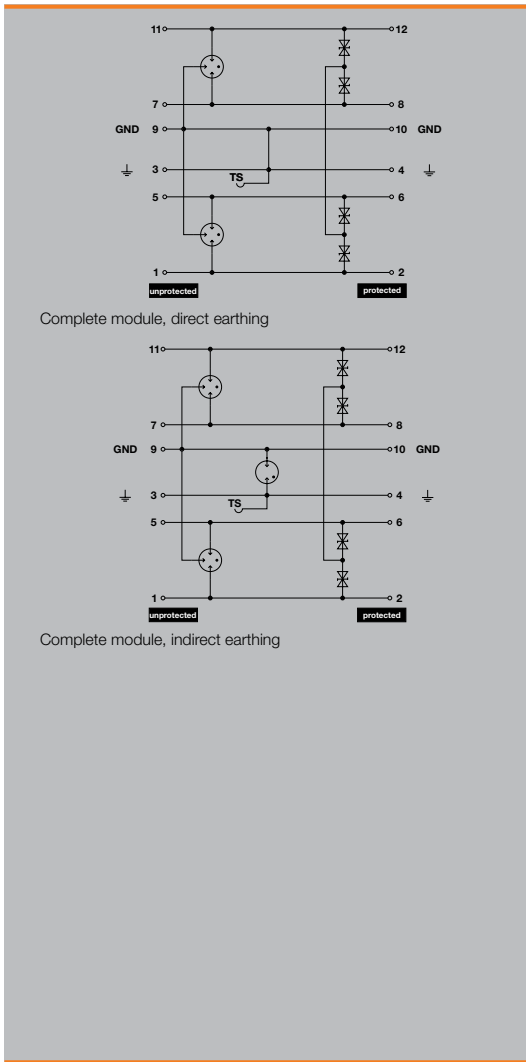 11 12
7 8
GND 9 10 GND
3 4
TS
5 6
1 2
unprotected protected
Complete module, direct earthing
11 12
7 8
GND 9 10 GND
3 4
TS
5 6
1 2
unprotected protected
Complete module, indirect earthing